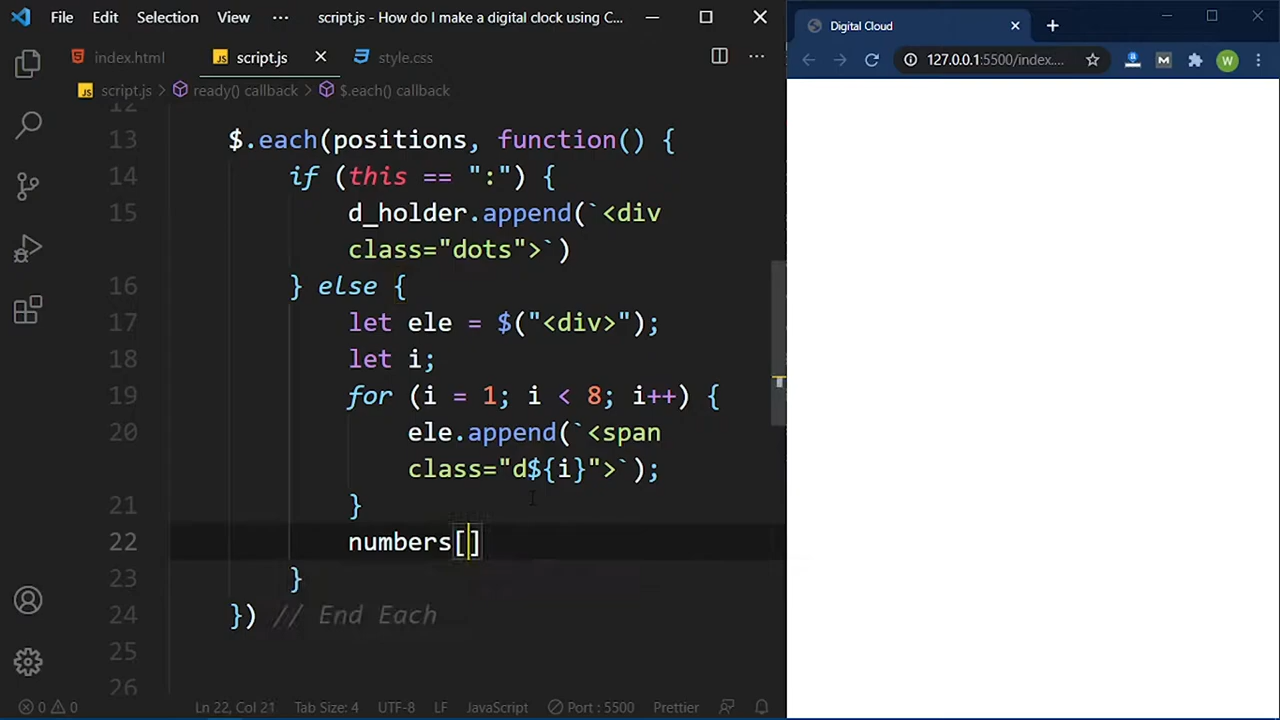 File Edit Selection View ··· script.js - How do I make a digital clock using C...
index.html script.js style.css
script.js > ready() callback > $.each() callback
12
13 $.each(positions, function() {
14 if (this == ":") {
15 d_holder.append(`<div
class="dots">`)
16 } else {
17 let ele = $("<div>");
18 let i;
19 for (i = 1; i < 8; i++) {
20 ele.append(`<span
class="d${i}">`);
21 }
22 numbers[]
23 }
24 }) // End Each
25
26
0 0 Ln 22, Col 21 Tab Size: 4 UTF-8 LF JavaScript Port : 5500 Prettier
Digital Cloud
127.0.0.1:5500/index.... M W